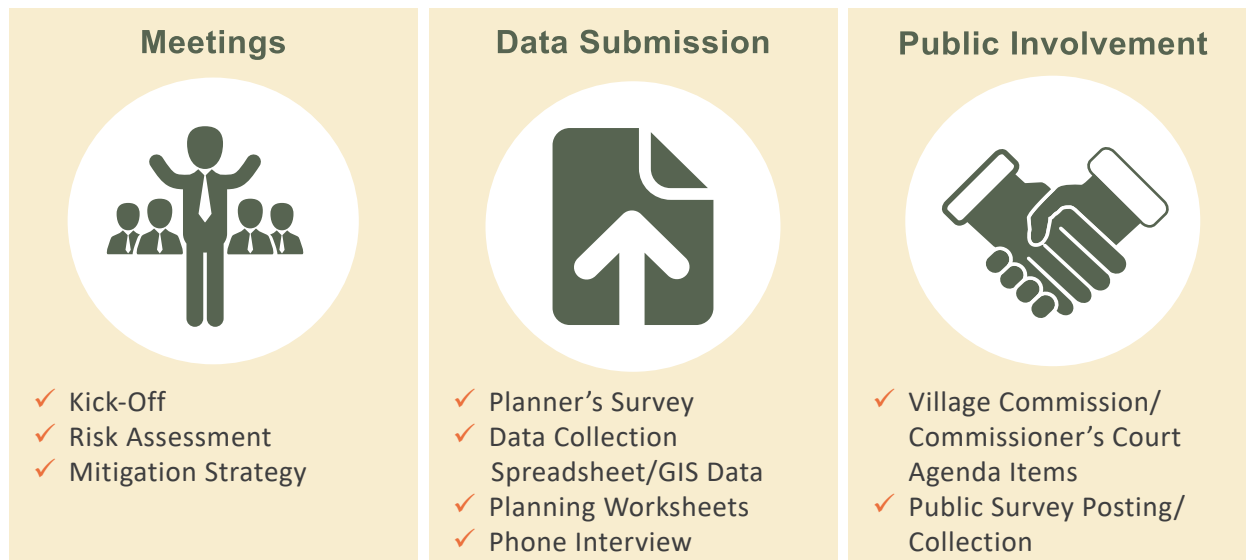 Meetings
Kick-Off
Risk Assessment
Mitigation Strategy
Data Submission
Planner’s Survey
Data Collection
Spreadsheet/GIS Data
Planning Worksheets
Phone Interview
Public Involvement
Village Commission/
Commissioner’s Court
Agenda Items
Public Survey Posting/
Collection